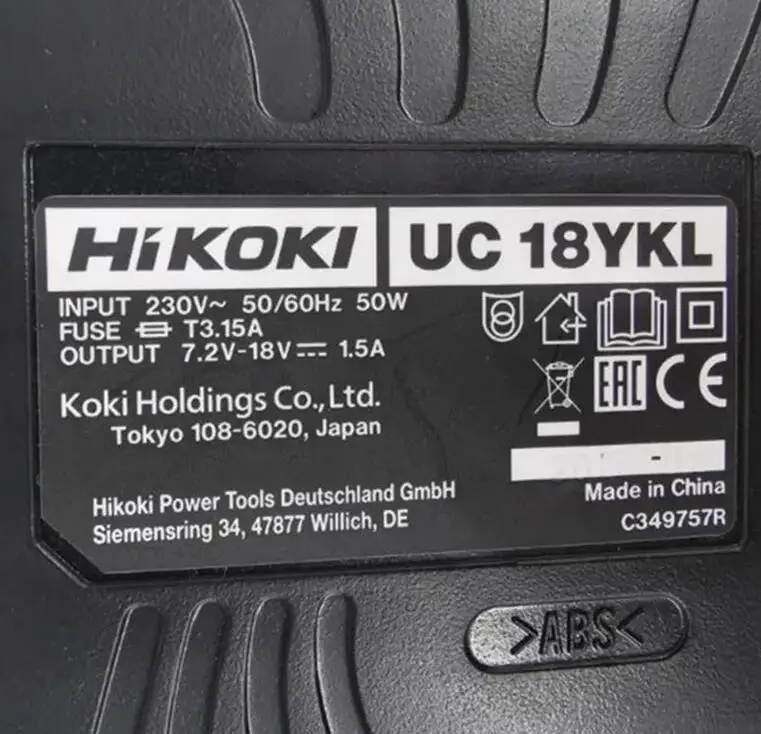 HiKOKI
UC 18YKL
INPUT 230V~ 50/60Hz 50W
FUSE T3.15A
OUTPUT 7.2V-18V⎓ 1.5A
Koki Holdings Co., Ltd.
Tokyo 108-6020, Japan
EAC CE
Hikoki Power Tools Deutschland GmbH
Siemensring 34, 47877 Willich, DE
Made in China
C349757R
>ABS<